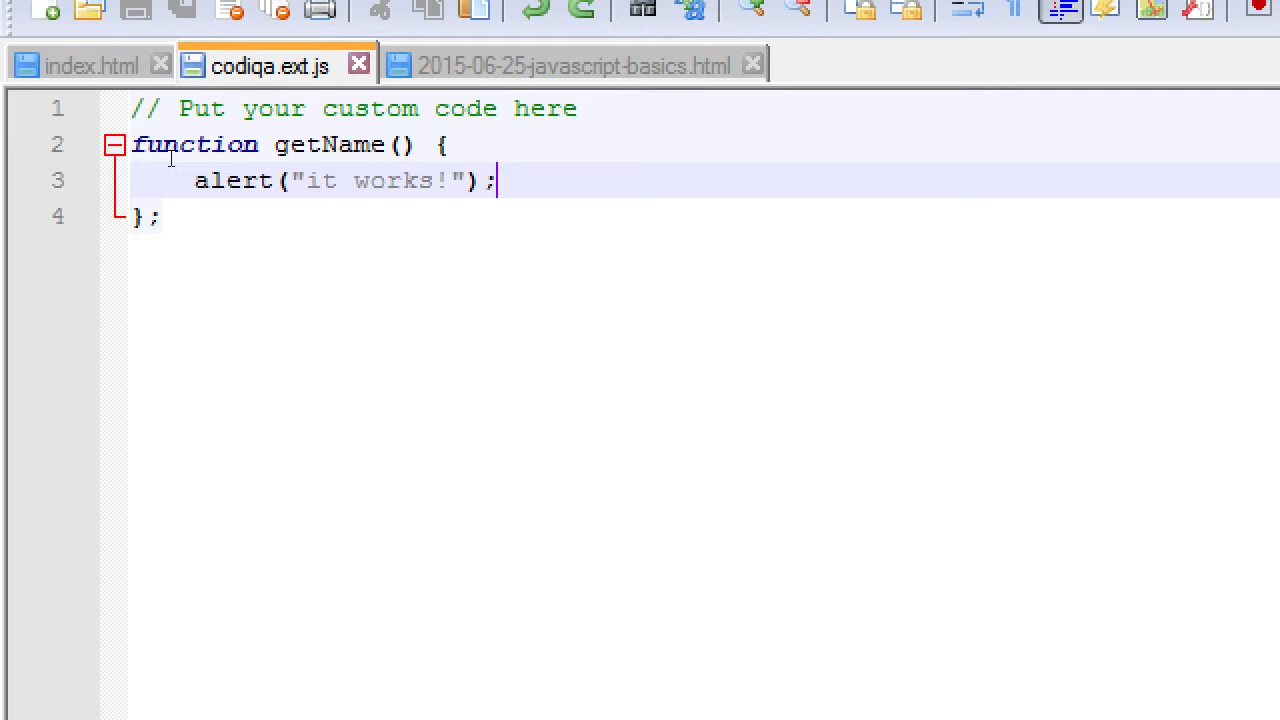 index.html codiqa.ext.js 2015-06-25-javascript-basics.html
1 // Put your custom code here
2 function getName() {
3 alert("it works!");
4 };